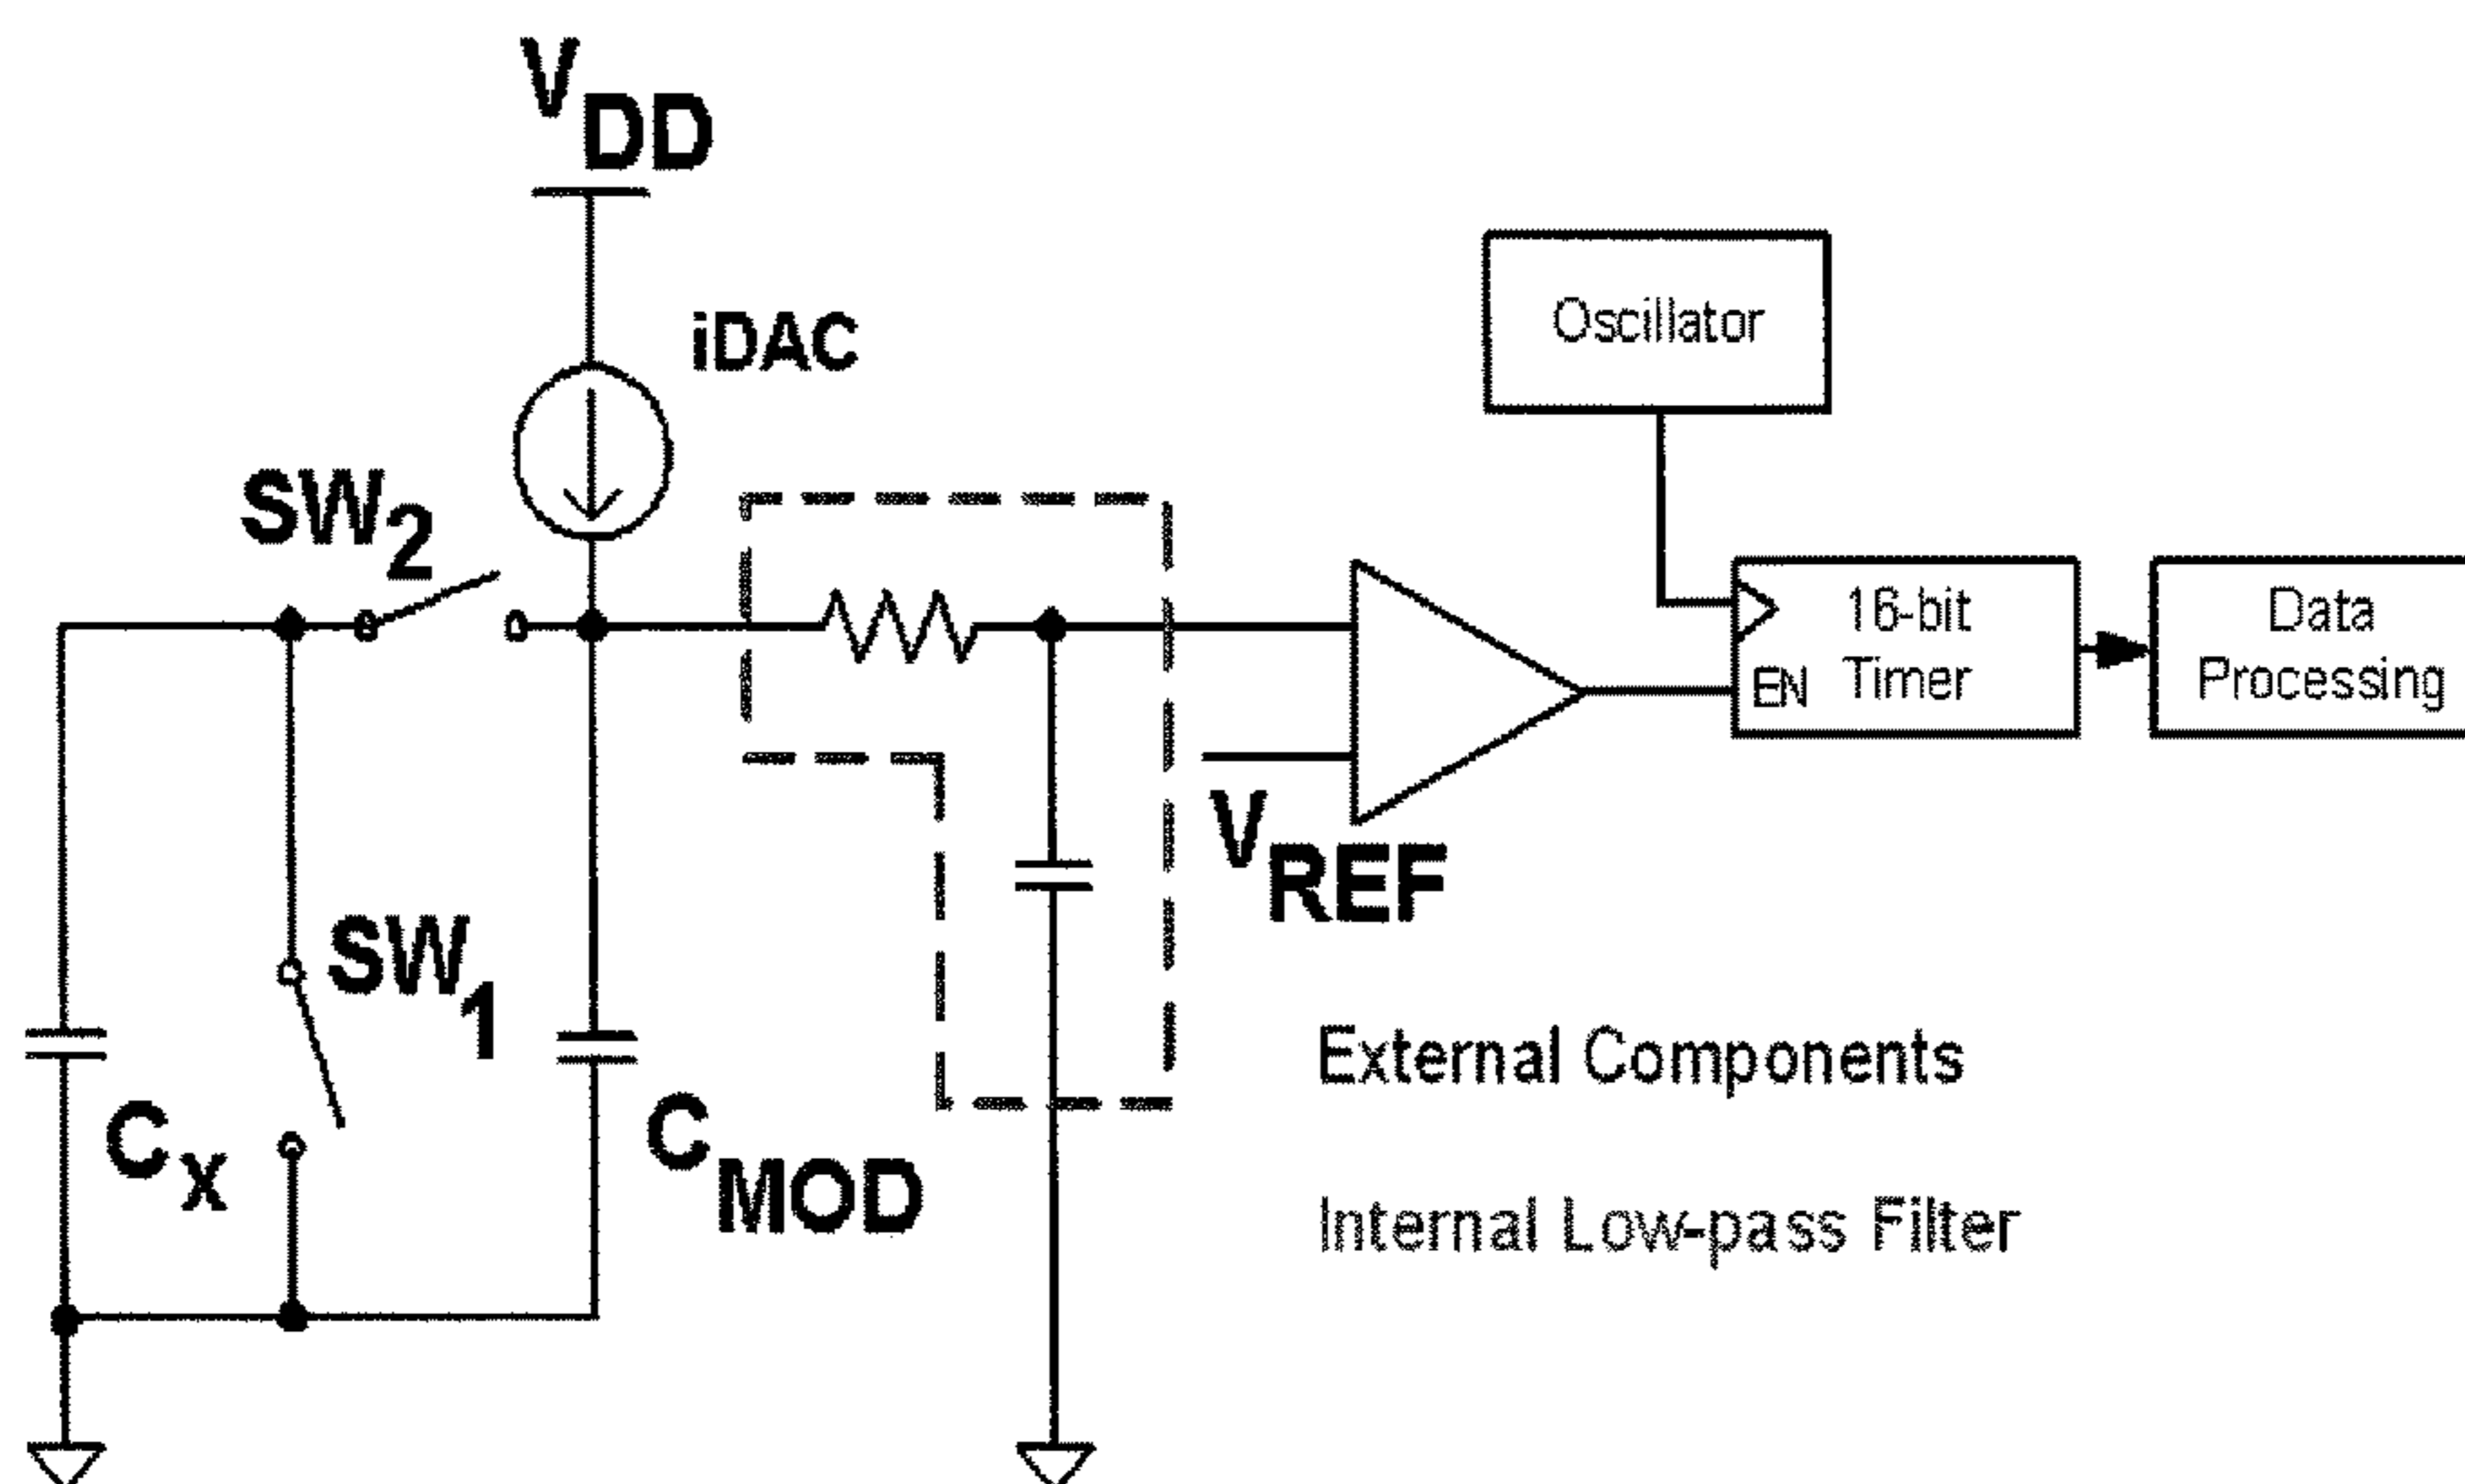 VDD
iDAC
Oscillator
SW2
16-bit
Timer
EN
Data
Processing
VREF
SW1
External Components
CX
CMOD
Internal Low-pass Filter